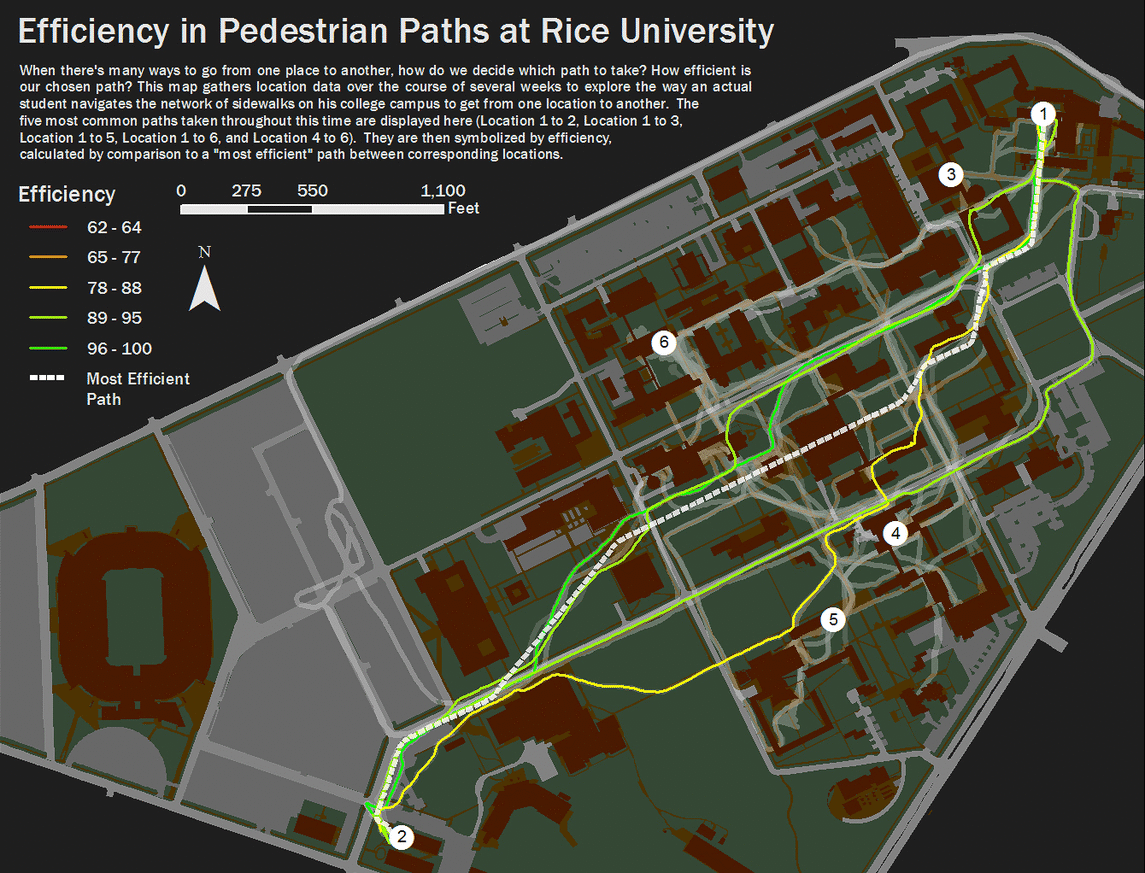 Efficiency in Pedestrian Paths at Rice University
When there's many ways to go from one place to another, how do we decide which path to take? How efficient is
our chosen path? This map gathers location data over the course of several weeks to explore the way an actual
student navigates the network of sidewalks on his college campus to get from one location to another. The
five most common paths taken throughout this time are displayed here (Location 1 to 2, Location 1 to 3,
Location 1 to 5, Location 1 to 6, and Location 4 to 6). They are then symbolized by efficiency,
calculated by comparison to a "most efficient" path between corresponding locations.
Efficiency
62 - 64
65 - 77
78 - 88
89 - 95
96 - 100
Most Efficient
Path
0 275 550 1,100
Feet
N
1
3
6
4
5
2